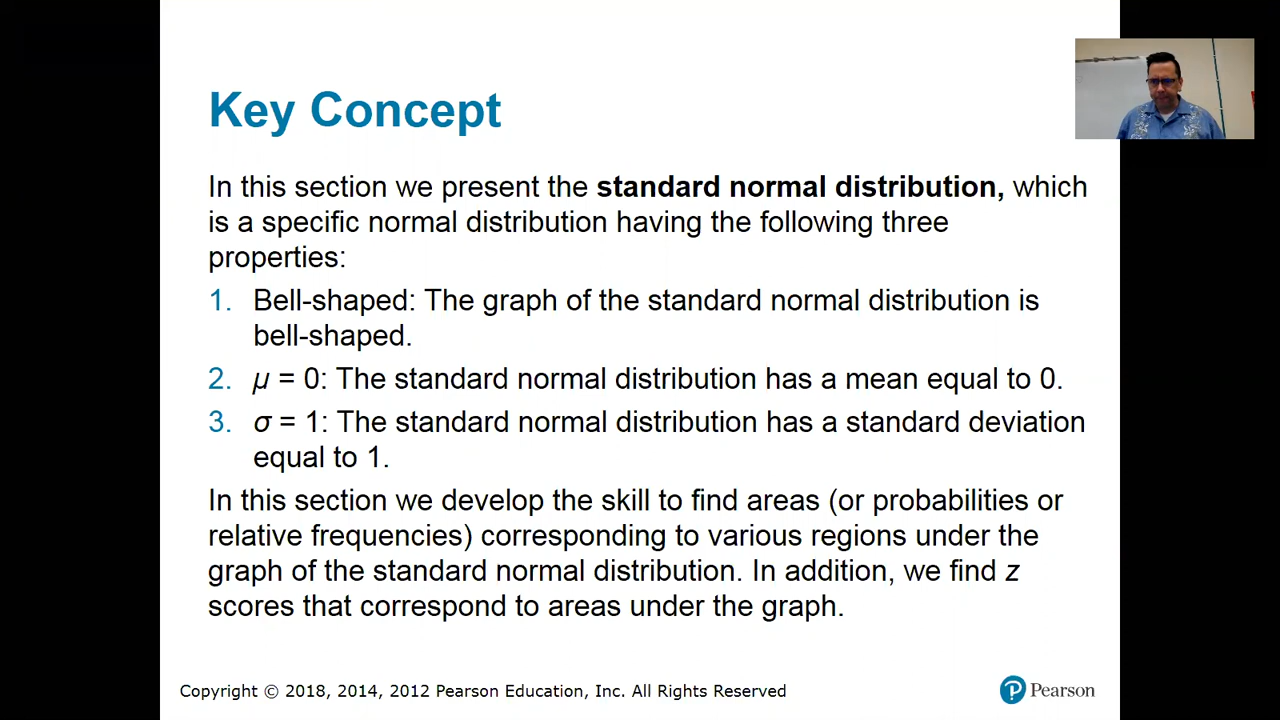 Key Concept
In this section we present the standard normal distribution, which
is a specific normal distribution having the following three
properties:
1. Bell-shaped: The graph of the standard normal distribution is
bell-shaped.
2. µ = 0: The standard normal distribution has a mean equal to 0.
3. σ = 1: The standard normal distribution has a standard deviation
equal to 1.
In this section we develop the skill to find areas (or probabilities or
relative frequencies) corresponding to various regions under the
graph of the standard normal distribution. In addition, we find z
scores that correspond to areas under the graph.
Copyright © 2018, 2014, 2012 Pearson Education, Inc. All Rights Reserved
P Pearson